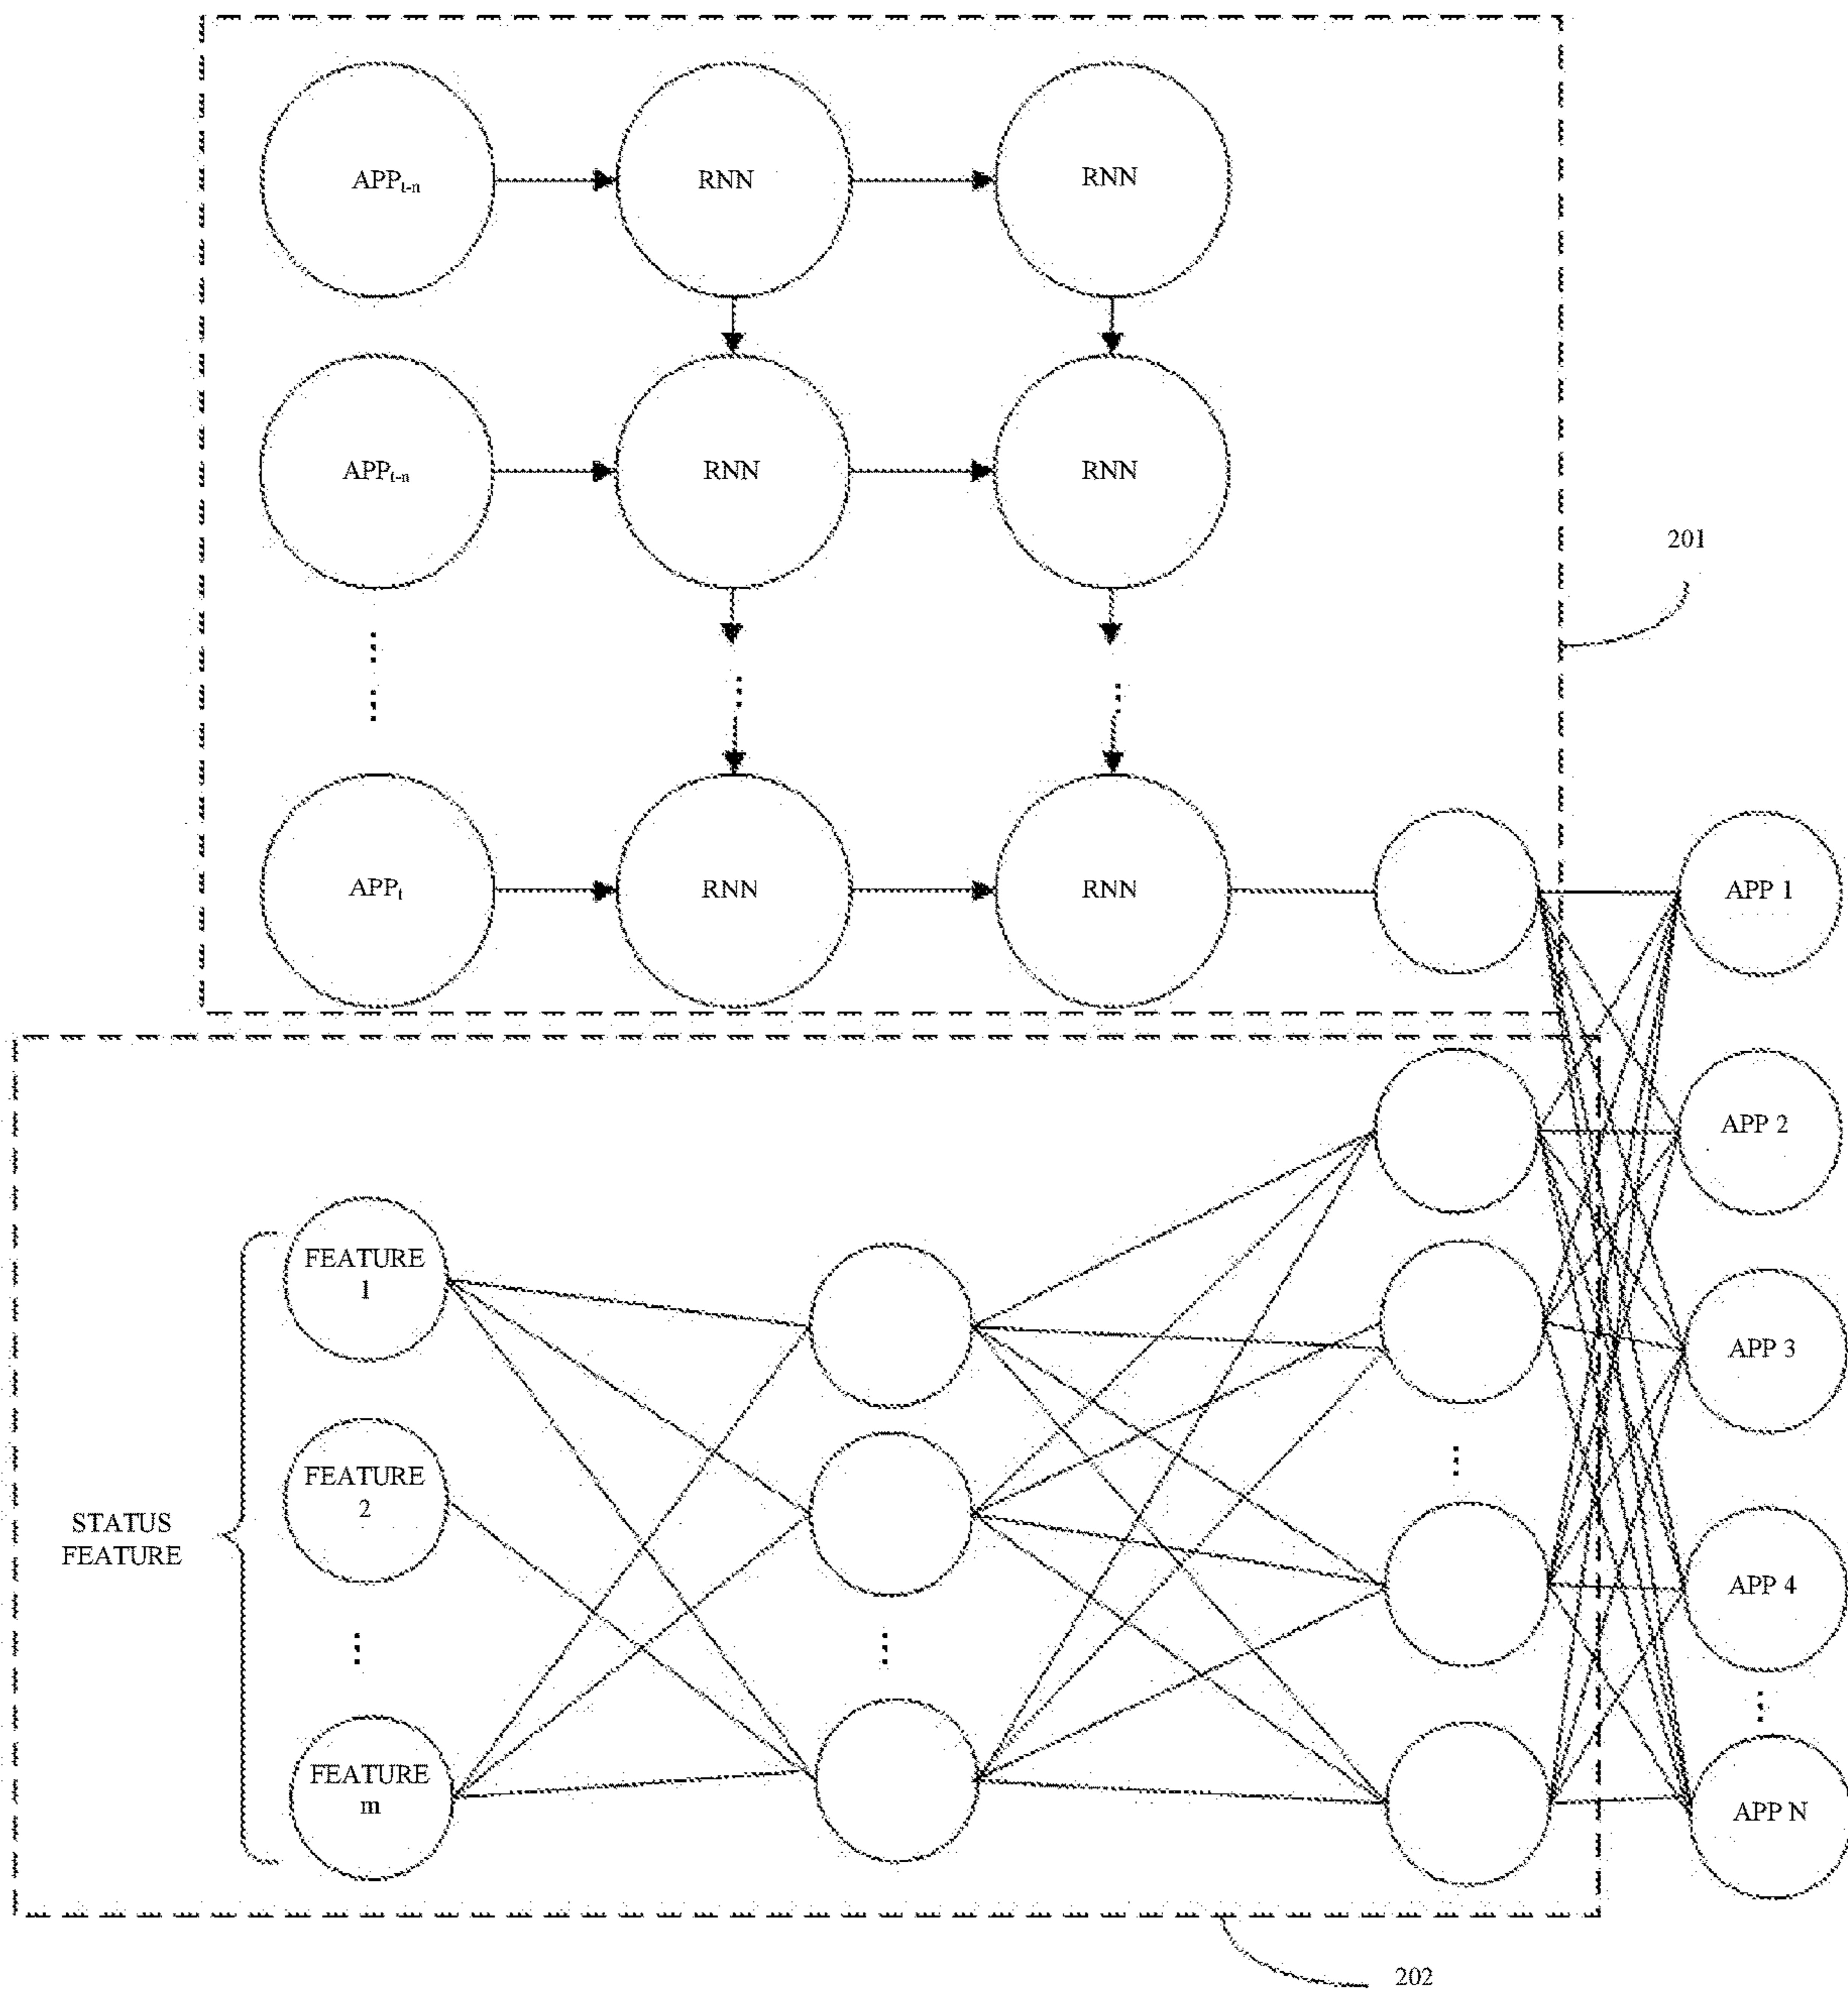 APPt-n RNN RNN
APPt-n RNN RNN
201
APPt RNN RNN APP 1
APP 2
FEATURE
1
APP 3
FEATURE
2
STATUS
FEATURE
APP 4
FEATURE
m
APP N
202